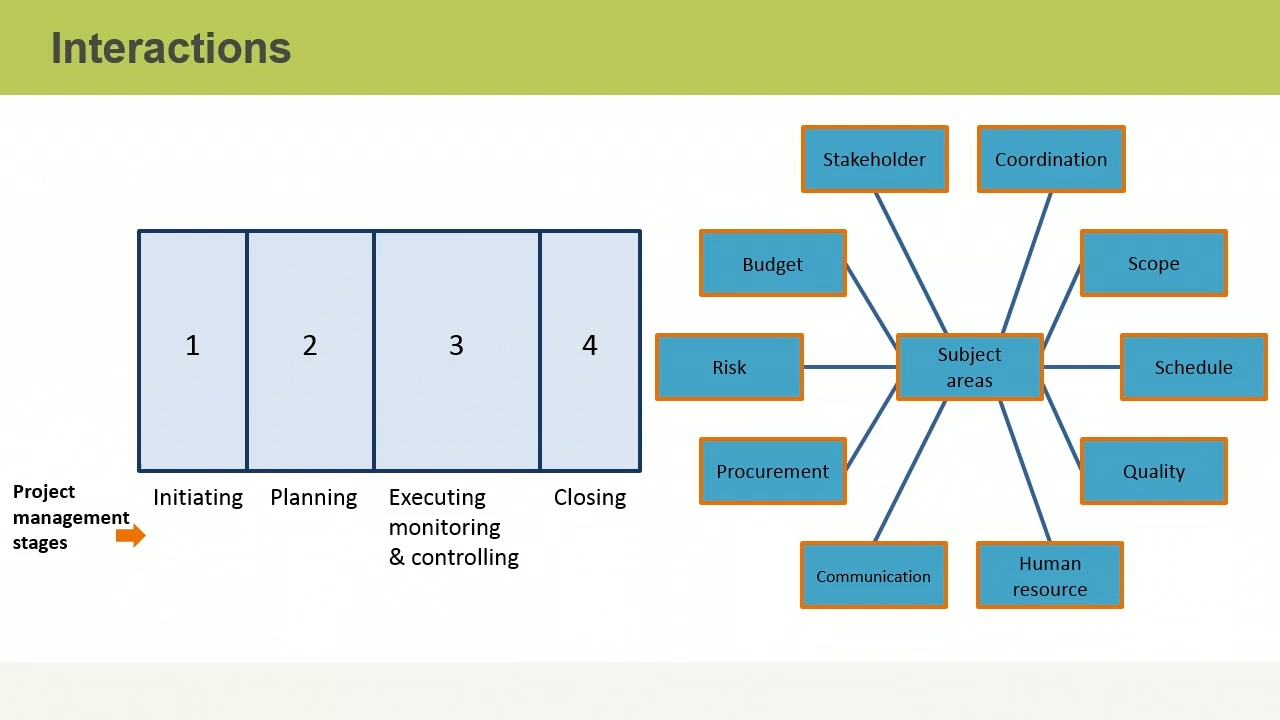 Interactions
1
2
3
4
Project
management
stages
Initiating
Planning
Executing
monitoring
& controlling
Closing
Stakeholder
Coordination
Budget
Scope
Risk
Subject
areas
Schedule
Procurement
Quality
Communication
Human
resource